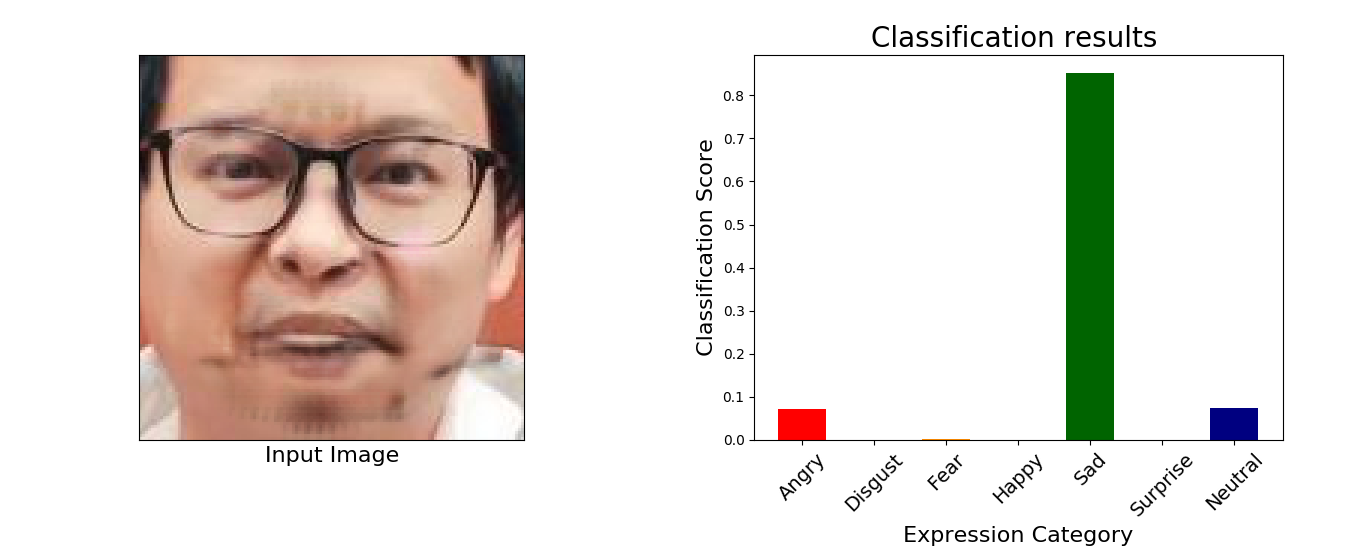 Classification results
Classification Score
0.8
0.7
0.6
0.5
0.4
0.3
0.2
0.1
0.0
Angry
Disgust
Fear
Happy
Sad
Surprise
Neutral
Expression Category
Input Image